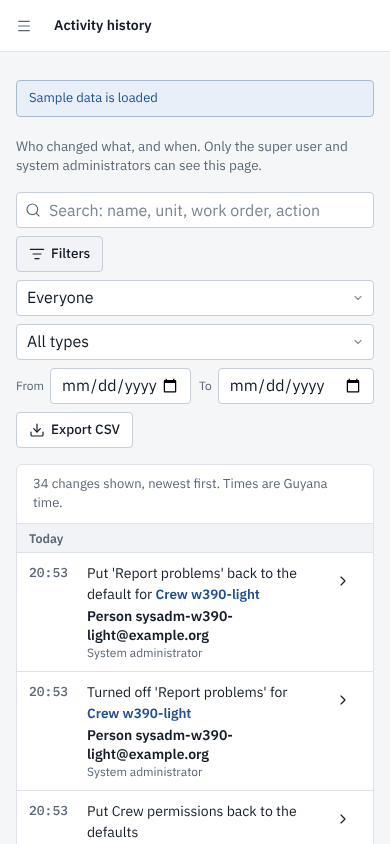 Activity history
Sample data is loaded
Who changed what, and when. Only the super user and
system administrators can see this page.
Search: name, unit, work order, action
Filters
Everyone
All types
From mm/dd/yyyy To mm/dd/yyyy
Export CSV
34 changes shown, newest first. Times are Guyana
time.
Today
20:53 Put 'Report problems' back to the
default for Crew w390-light
Person sysadm-w390-
light@example.org
System administrator
20:53 Turned off 'Report problems' for
Crew w390-light
Person sysadm-w390-
light@example.org
System administrator
20:53 Put Crew permissions back to the
defaults